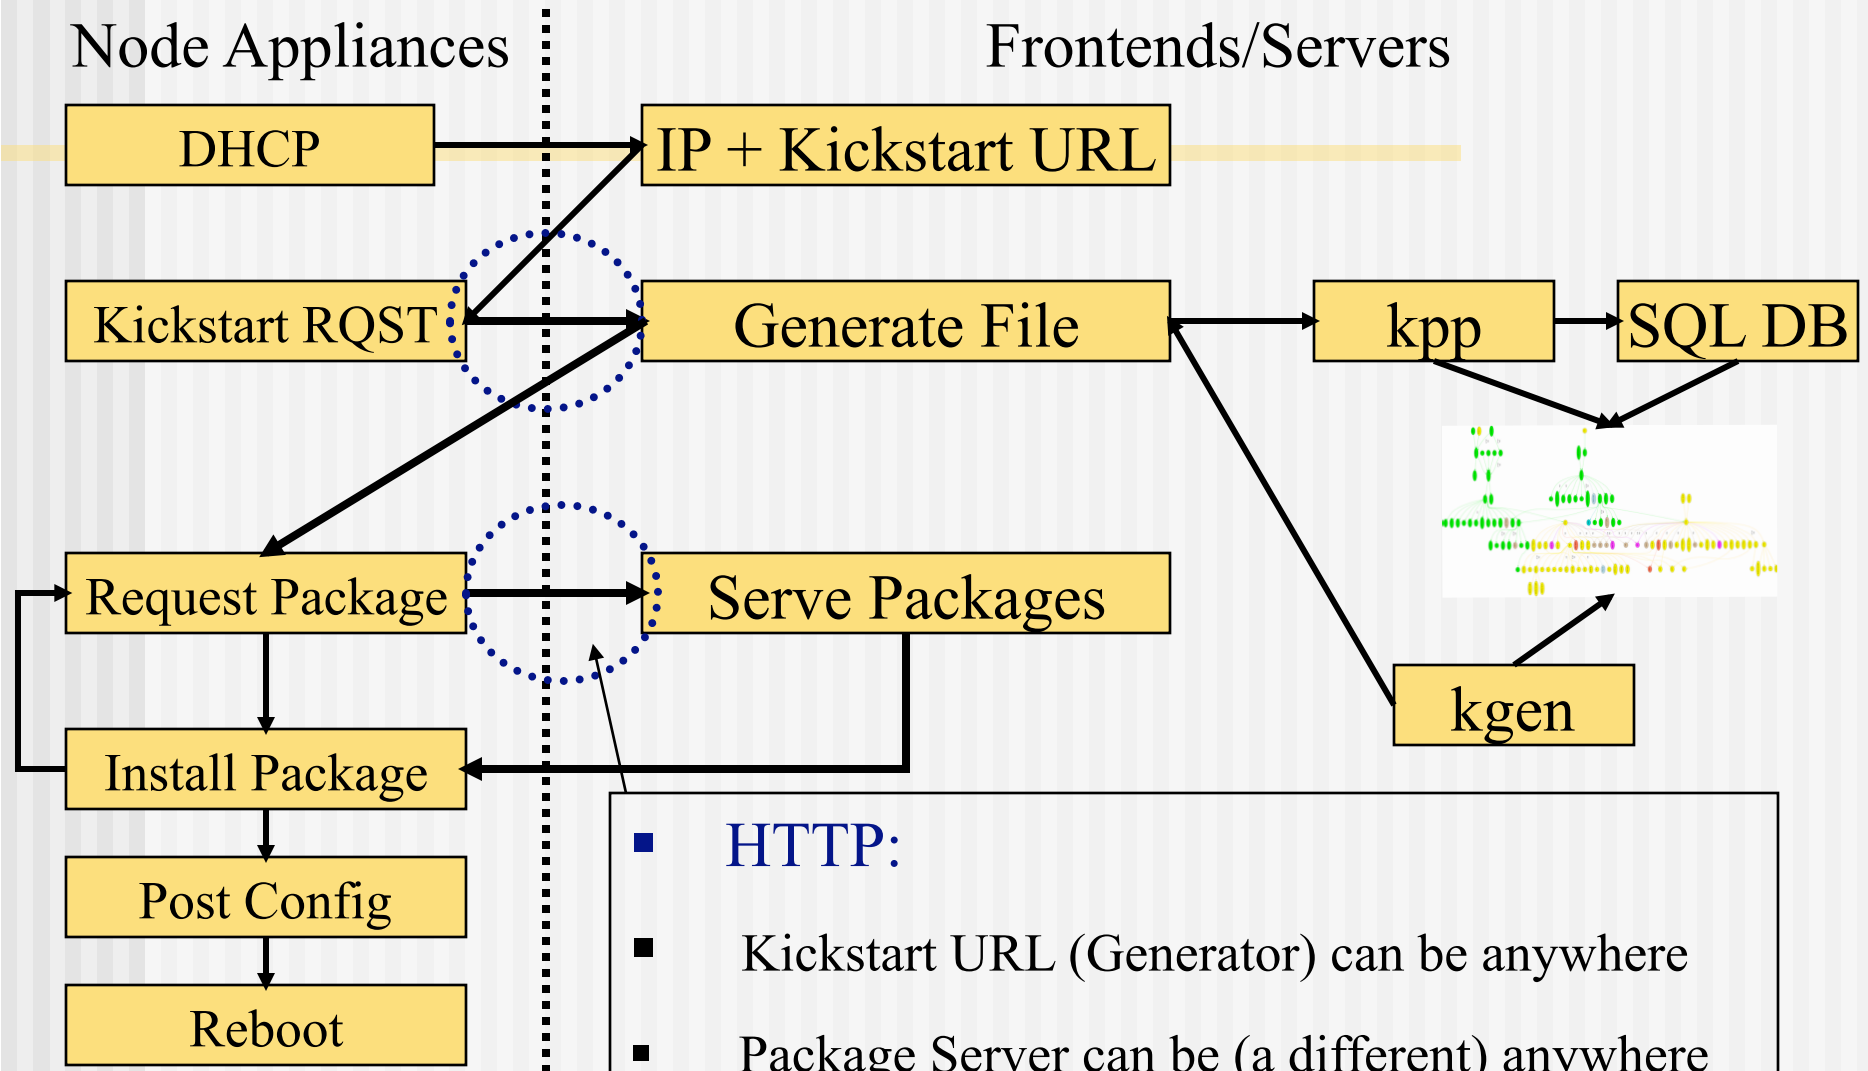 Node Appliances
Frontends/Servers
DHCP
IP + Kickstart URL
Kickstart RQST
Generate File
kpp
SQL DB
Request Package
Serve Packages
kgen
Install Package
HTTP:
Post Config
Kickstart URL (Generator) can be anywhere
Reboot
Package Server can be (a different) anywhere